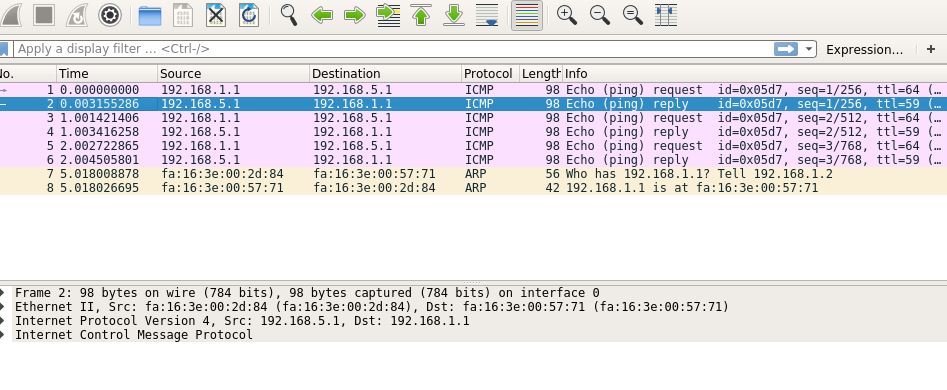 Apply a display filter ... <Ctrl-/>
Expression...
+
No. Time Source Destination Protocol Length Info
1 0.000000000 192.168.1.1 192.168.5.1 ICMP 98 Echo (ping) request id=0x05d7, seq=1/256, ttl=64 (…
2 0.003155286 192.168.5.1 192.168.1.1 ICMP 98 Echo (ping) reply id=0x05d7, seq=1/256, ttl=59 (…
3 1.001421406 192.168.1.1 192.168.5.1 ICMP 98 Echo (ping) request id=0x05d7, seq=2/512, ttl=64 (…
4 1.003416258 192.168.5.1 192.168.1.1 ICMP 98 Echo (ping) reply id=0x05d7, seq=2/512, ttl=59 (…
5 2.002722865 192.168.1.1 192.168.5.1 ICMP 98 Echo (ping) request id=0x05d7, seq=3/768, ttl=64 (…
6 2.004505801 192.168.5.1 192.168.1.1 ICMP 98 Echo (ping) reply id=0x05d7, seq=3/768, ttl=59 (…
7 5.018008878 fa:16:3e:00:2d:84 fa:16:3e:00:57:71 ARP 56 Who has 192.168.1.1? Tell 192.168.1.2
8 5.018026695 fa:16:3e:00:57:71 fa:16:3e:00:2d:84 ARP 42 192.168.1.1 is at fa:16:3e:00:57:71
Frame 2: 98 bytes on wire (784 bits), 98 bytes captured (784 bits) on interface 0
Ethernet II, Src: fa:16:3e:00:2d:84 (fa:16:3e:00:2d:84), Dst: fa:16:3e:00:57:71 (fa:16:3e:00:57:71)
Internet Protocol Version 4, Src: 192.168.5.1, Dst: 192.168.1.1
Internet Control Message Protocol